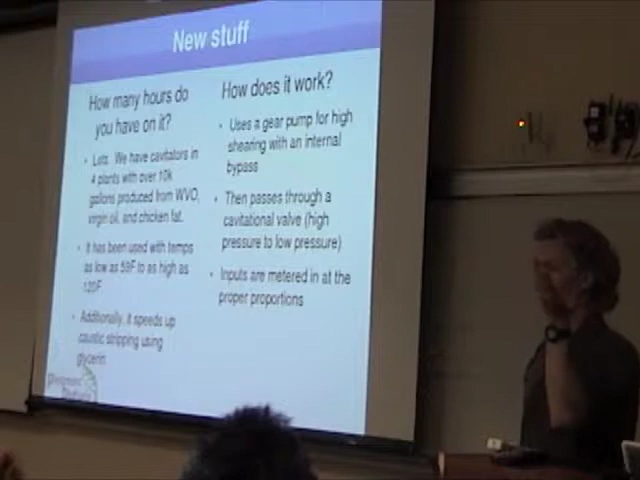 New stuff
How many hours do
you have on it?
• Lots. We have cavitators in
4 plants with over 10k
gallons produced from WVO,
virgin oil, and chicken fat.
• It has been used with temps
as low as 59F to as high as
120F
• Additionally, it speeds up
caustic stripping using
glycerin
How does it work?
• Uses a gear pump for high
shearing with an internal
bypass
• Then passes through a
cavitational valve (high
pressure to low pressure)
• Inputs are metered in at the
proper proportions
Piedmont